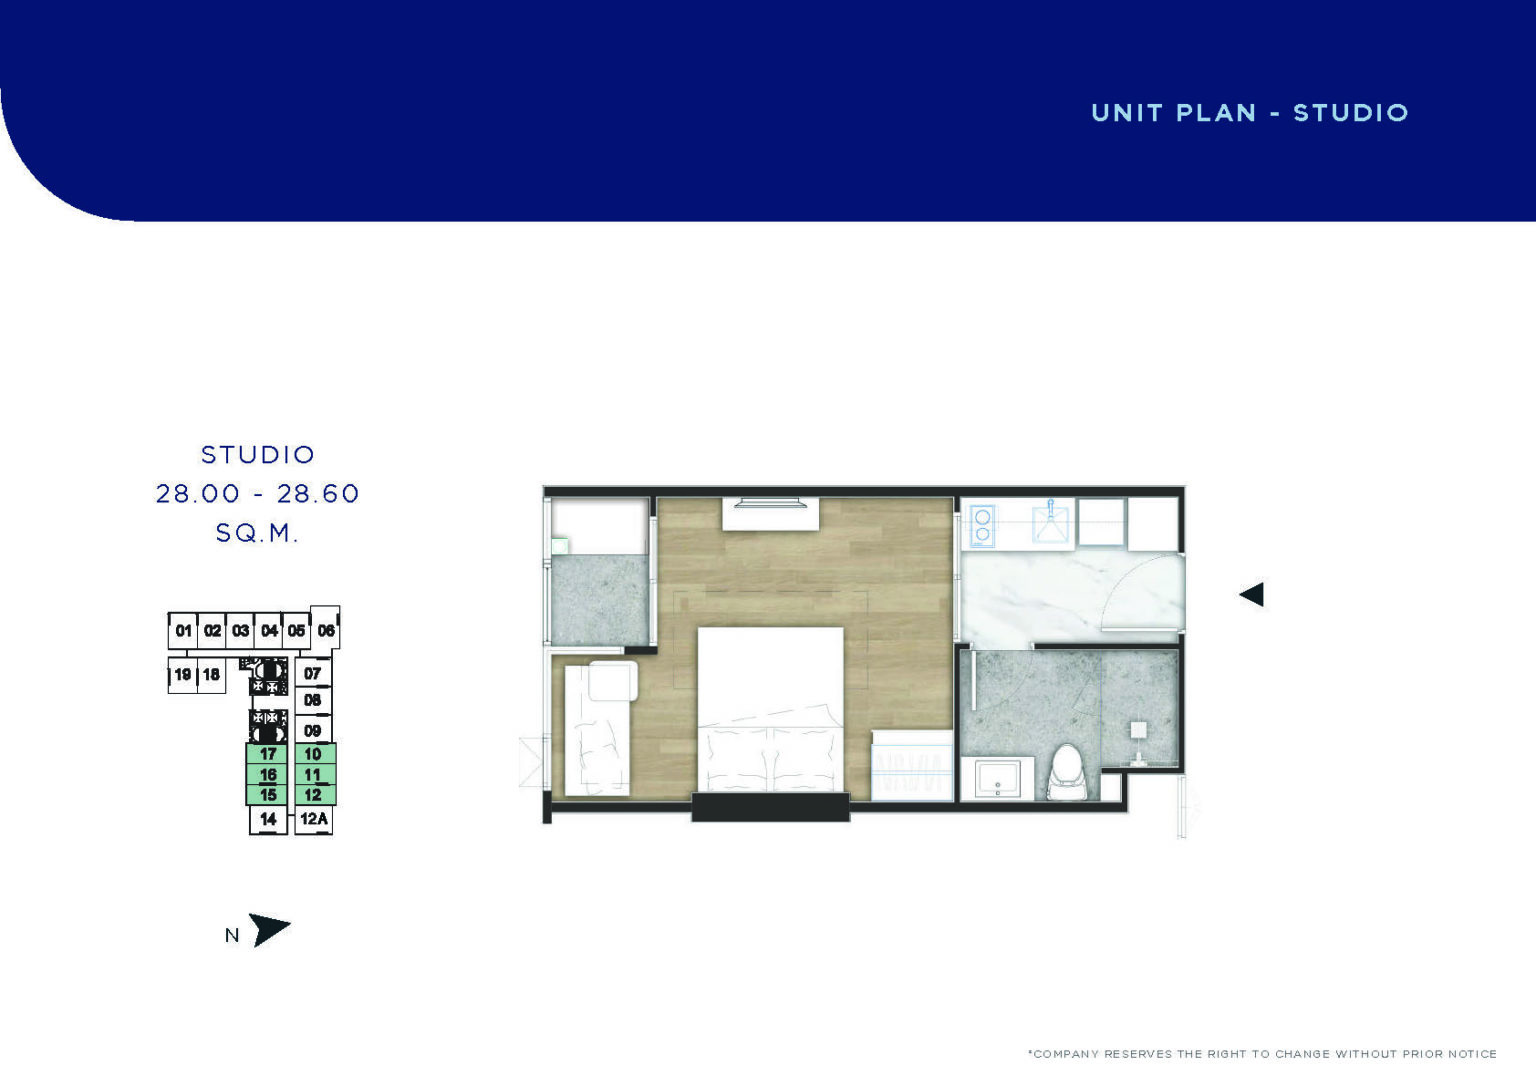 UNIT PLAN - STUDIO
STUDIO
28.00 - 28.60
SQ.M.
01 02 03 04 05 06
19 18 07
08
09
17 10
16 11
15 12
14 12A
N
*COMPANY RESERVES THE RIGHT TO CHANGE WITHOUT PRIOR NOTICE